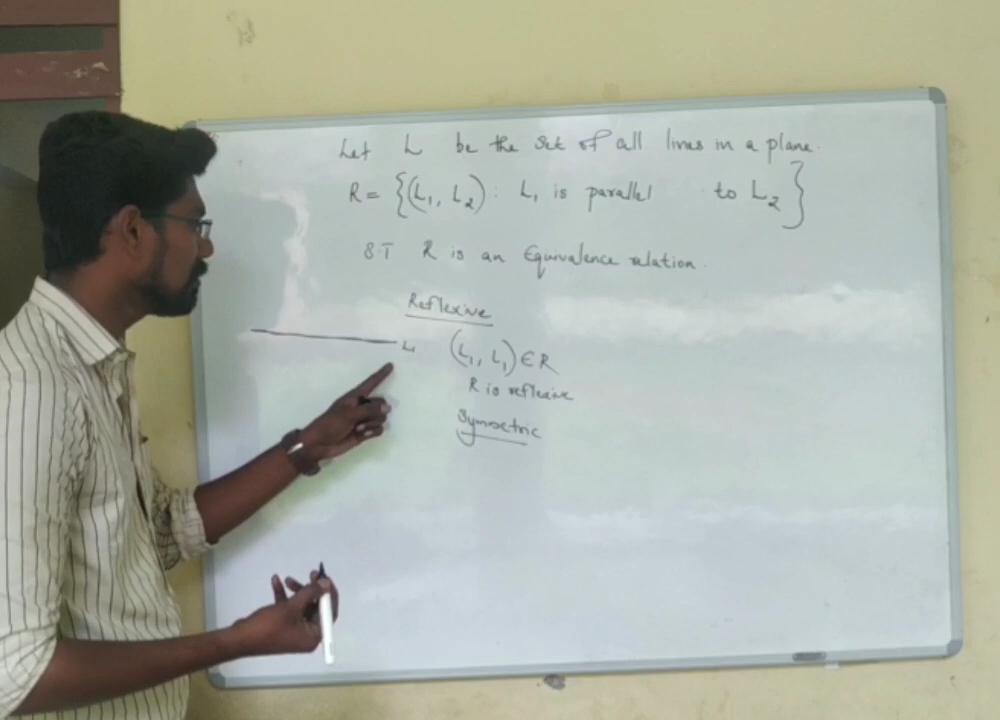 Let L be the set of all lines in a plane.
R = {(L₁, L₂) : L₁ is parallel to L₂}
S.T R is an Equivalence relation.
Reflexive
L₁ (L₁, L₁) ∈ R
R is reflexive
Symmetric